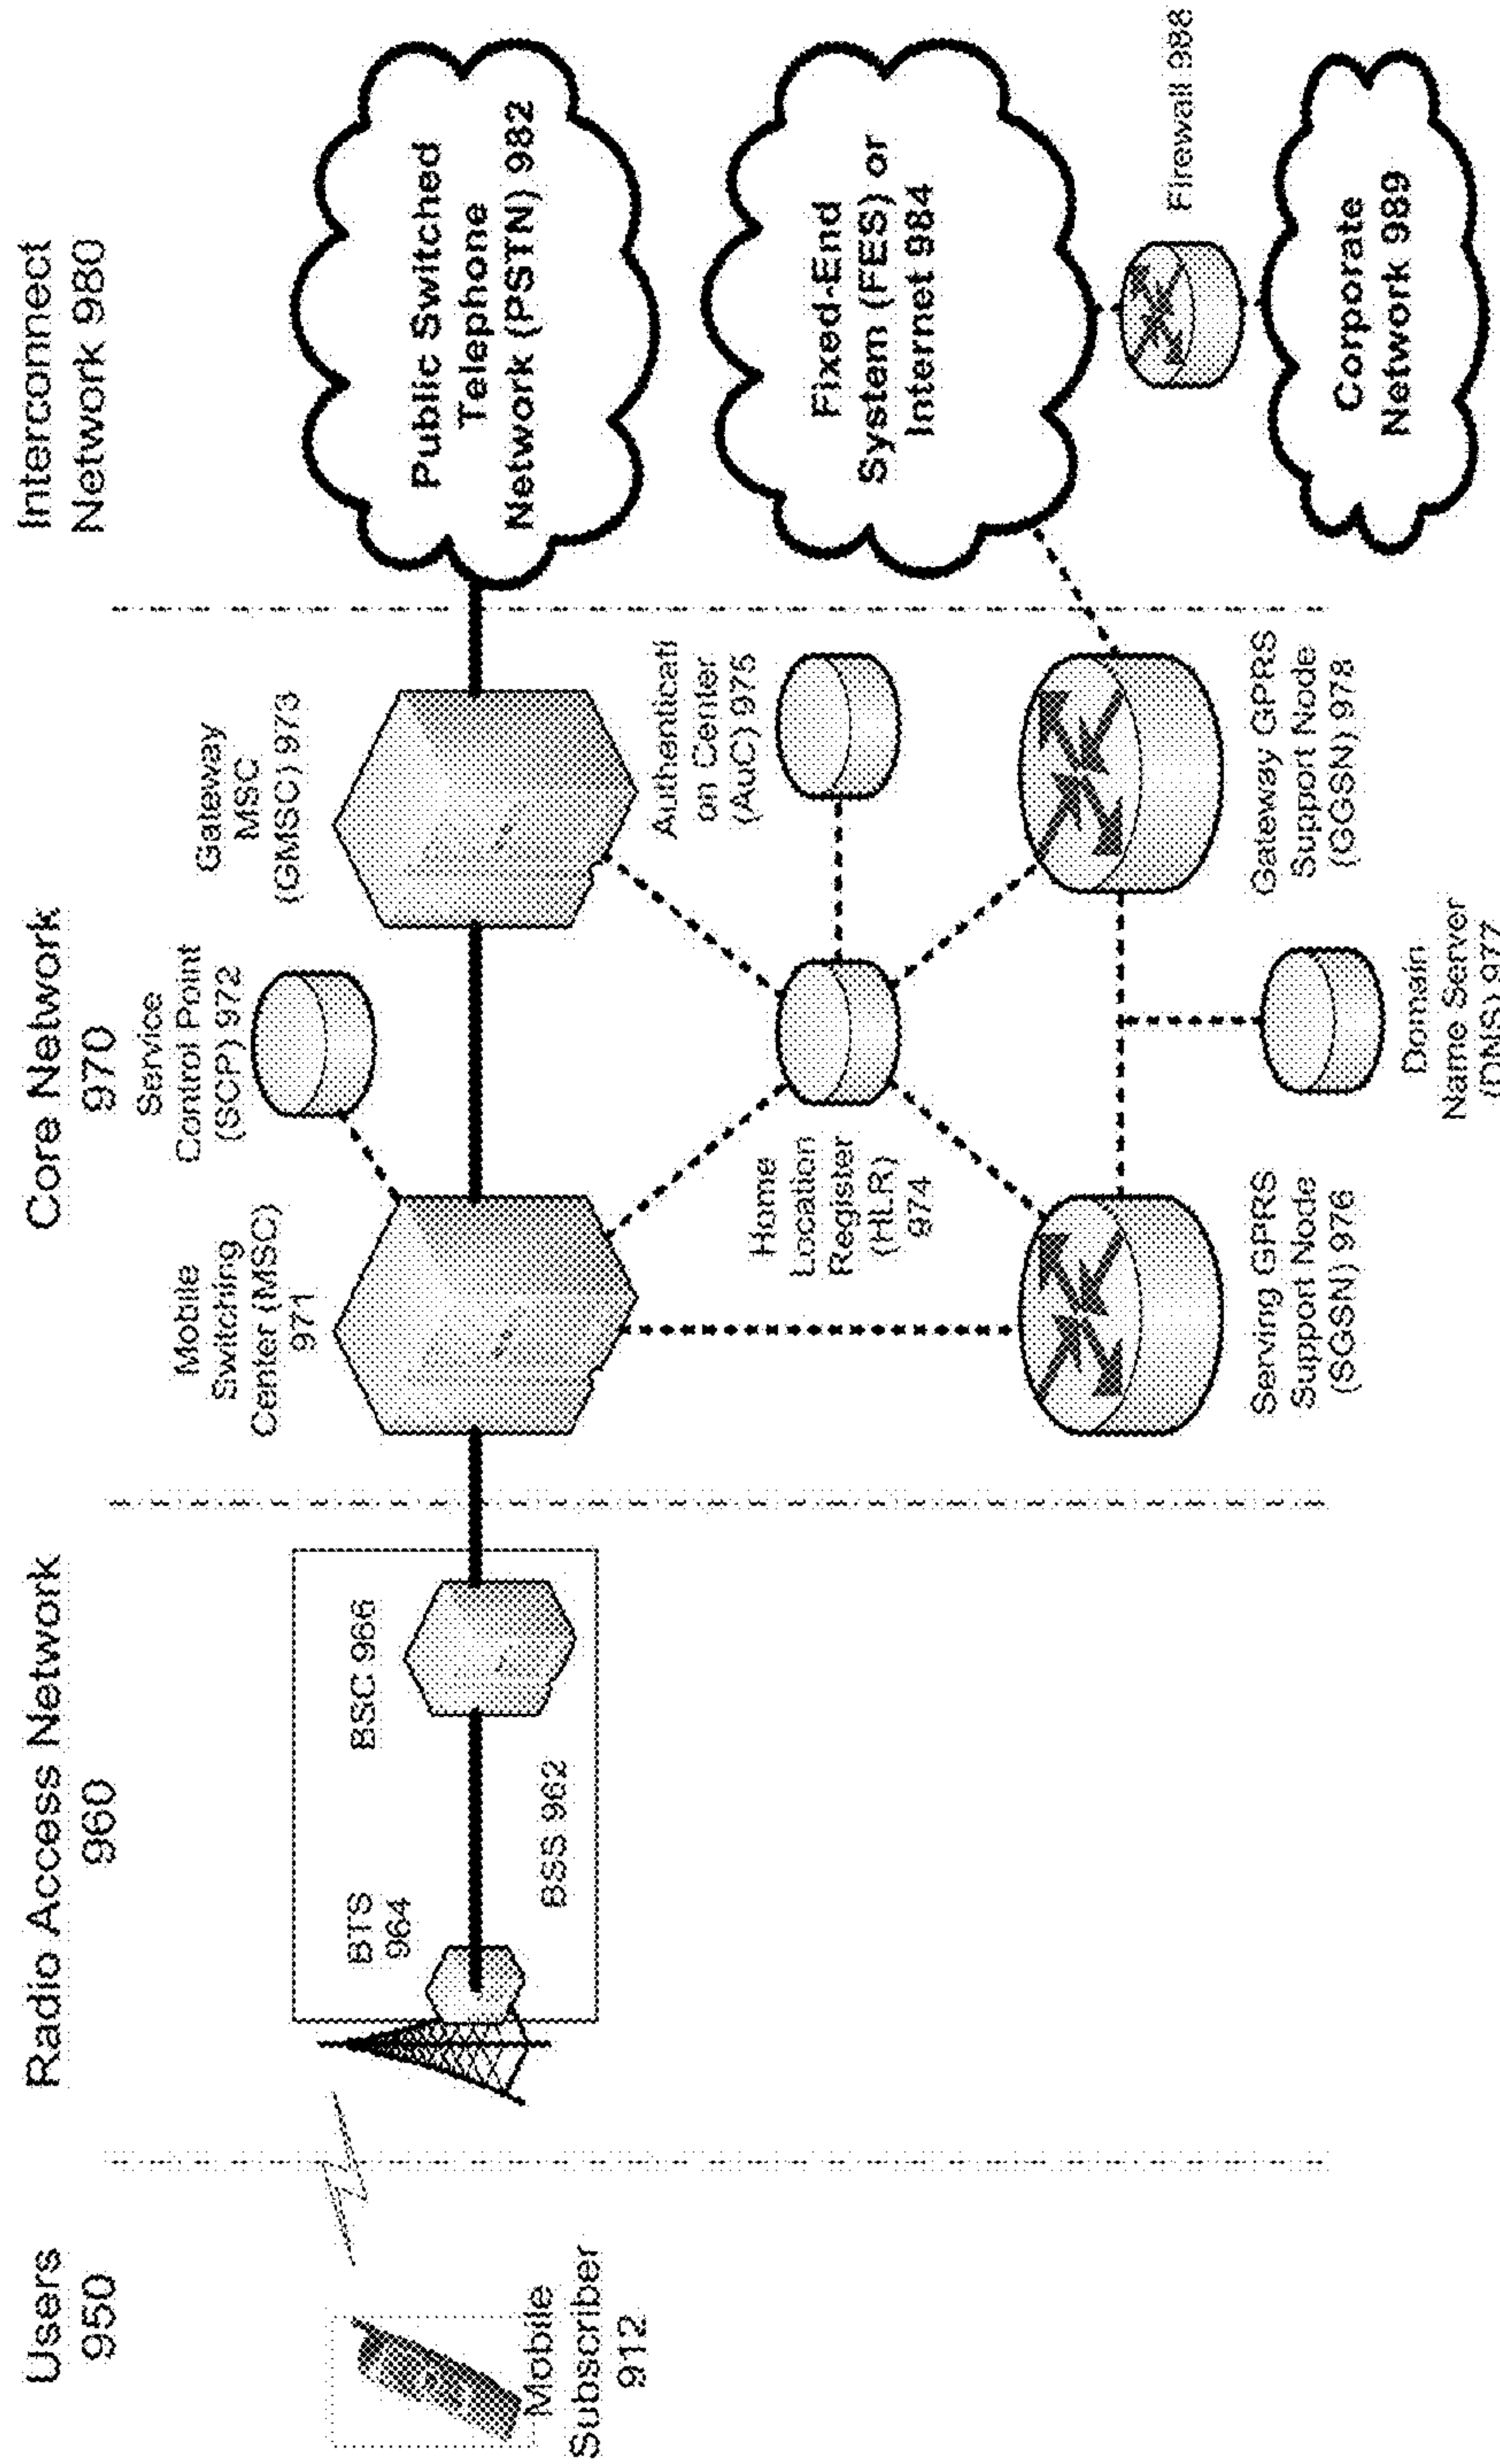 Users
950
Radio Access Network
960
Core Network
970
Interconnect
Network 980
Mobile
Subscriber
912
BTS
964
BSC 966
BSS 962
Mobile
Switching
Center (MSC)
971
Service
Control Point
(SCP) 972
Gateway
MSC
(GMSC) 973
Home
Location
Register
(HLR)
974
Authenticati
on Center
(AuC) 975
Serving GPRS
Support Node
(SGSN) 976
Gateway GPRS
Support Node
(GGSN) 978
Domain
Name Server
(DNS) 977
Public Switched
Telephone
Network (PSTN) 982
Fixed-End
System (FES) or
Internet 984
Firewall 988
Corporate
Network 989